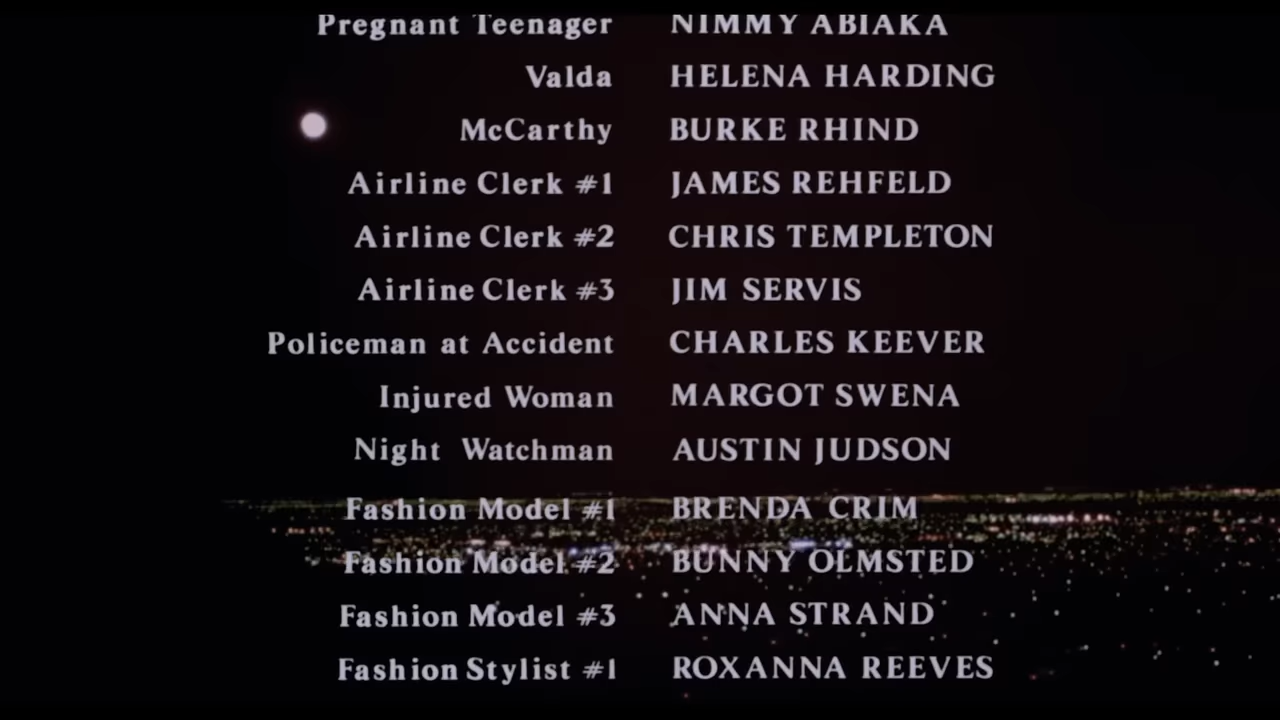 Pregnant Teenager NIMMY ABIAKA
Valda HELENA HARDING
McCarthy BURKE RHIND
Airline Clerk #1 JAMES REHFELD
Airline Clerk #2 CHRIS TEMPLETON
Airline Clerk #3 JIM SERVIS
Policeman at Accident CHARLES KEEVER
Injured Woman MARGOT SWENA
Night Watchman AUSTIN JUDSON
Fashion Model #1 BRENDA CRIM
Fashion Model #2 BUNNY OLMSTED
Fashion Model #3 ANNA STRAND
Fashion Stylist #1 ROXANNA REEVES